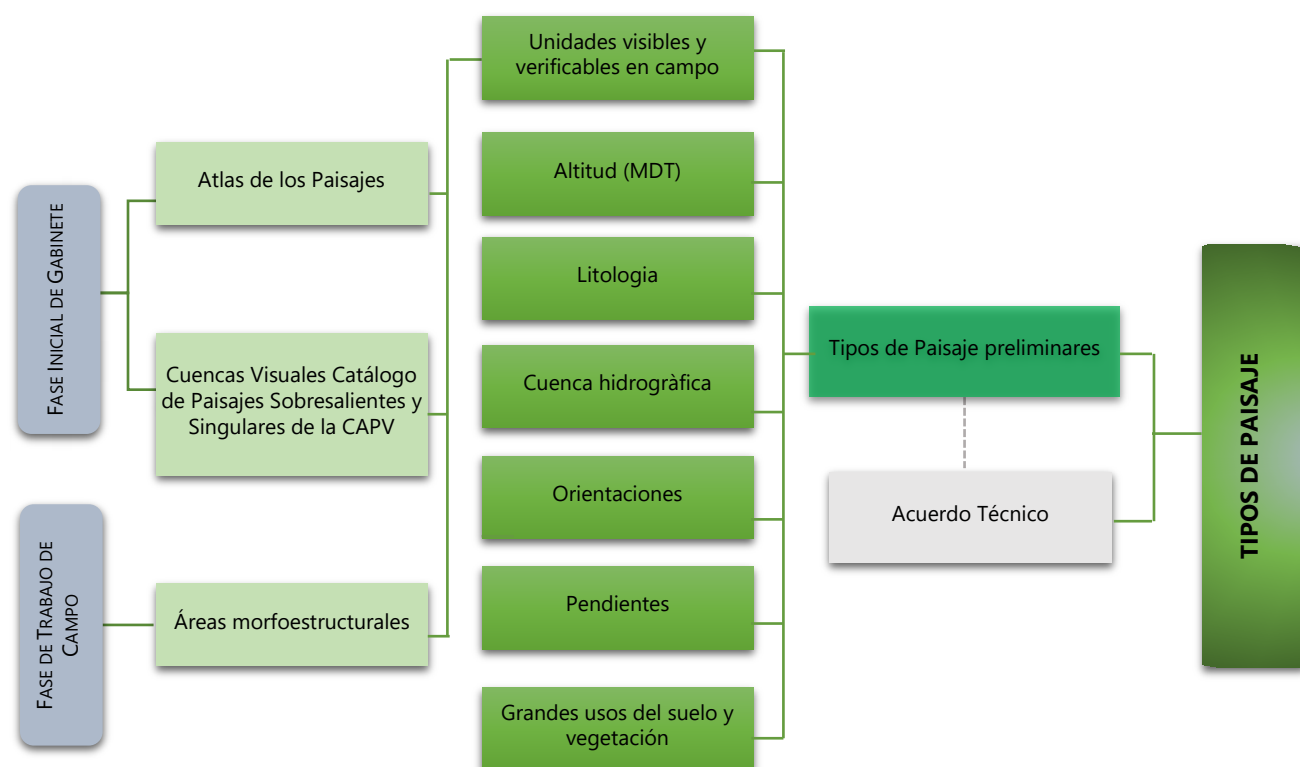 FASE INICIAL DE GABINETE
Atlas de los Paisajes
Cuencas Visuales Catálogo
de Paisajes Sobresalientes y
Singulares de la CAPV
FASE DE TRABAJO DE
CAMPO
Áreas morfoestructurales
Unidades visibles y
verificables en campo
Altitud (MDT)
Litologia
Cuenca hidrogràfica
Orientaciones
Pendientes
Grandes usos del suelo y
vegetación
Tipos de Paisaje preliminares
Acuerdo Técnico
TIPOS DE PAISAJE